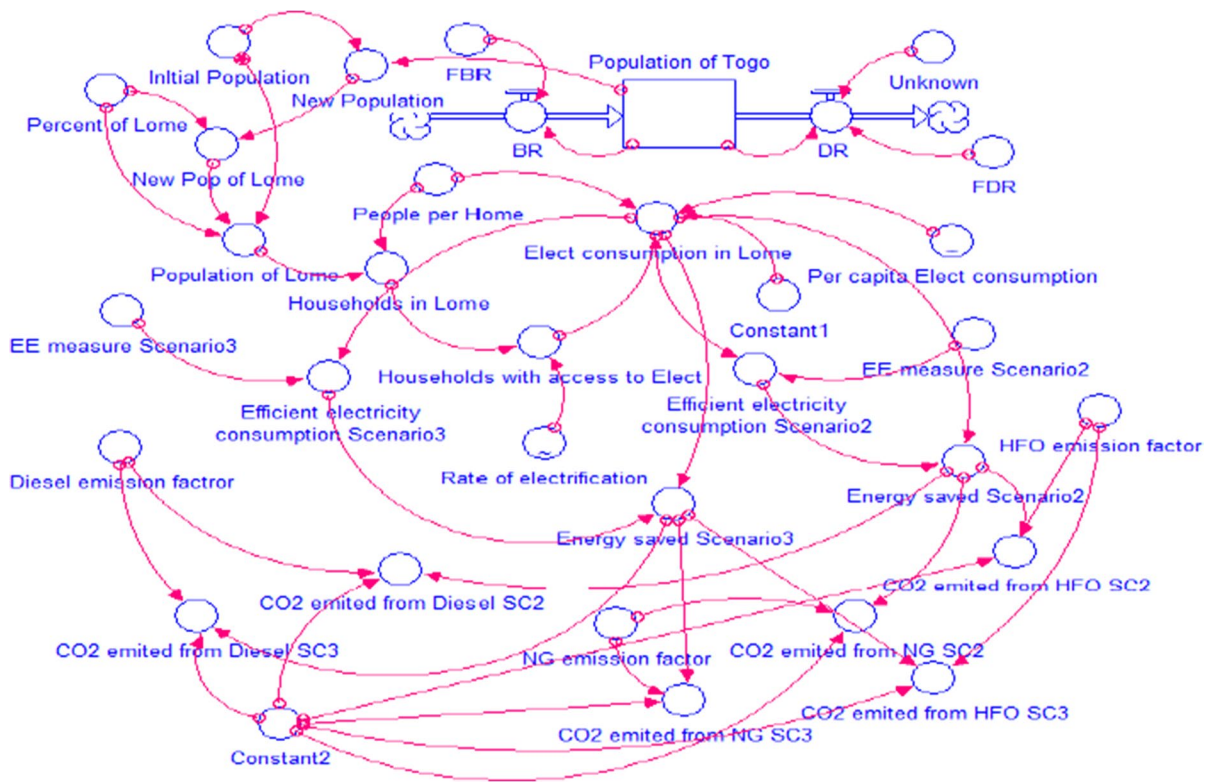 Population of Togo
InItial Population
FBR
Unknown
New Population
Percent of Lome
BR
DR
New Pop of Lome
FDR
People per Home
Elect consumption in Lome
Population of Lome
Per capita Elect consumption
Households in Lome
Constant1
EE measure Scenario3
EE measure Scenario2
Households with access to Elect
Efficient electricity
consumption Scenario3
Efficient electricity
consumption Scenario2
HFO emission factor
Rate of electrification
Diesel emission factror
Energy saved Scenario2
Energy saved Scenario3
CO2 emited from HFO SC2
CO2 emited from Diesel SC2
CO2 emited from Diesel SC3
NG emission factor
CO2 emited from NG SC2
CO2 emited from HFO SC3
CO2 emited from NG SC3
Constant2